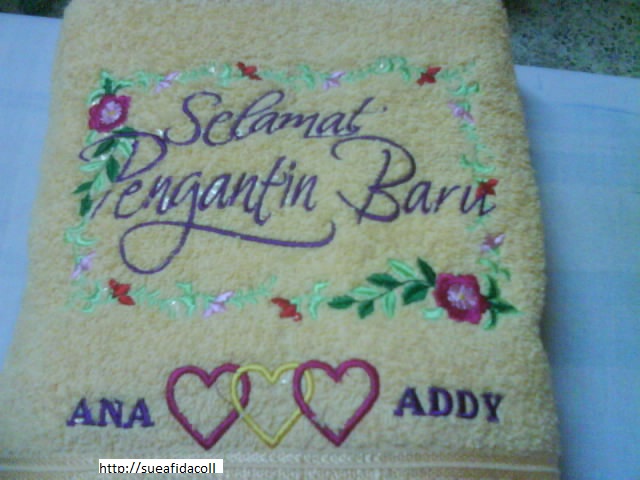 Selamat
Pengantin Baru
ANA ADDY
http://sueafidacoll